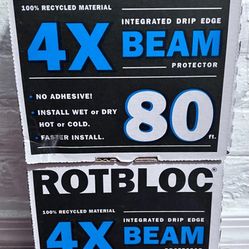 100% RECYCLED MATERIAL
INTEGRATED DRIP EDGE
4X BEAM
PROTECTOR
• NO ADHESIVE!
• INSTALL WET or DRY
HOT or COLD.
• FASTER INSTALL.
80 ft.
ROTBLOC®
100% RECYCLED MATERIAL
INTEGRATED DRIP EDGE
4X BEAM
PROTECTOR